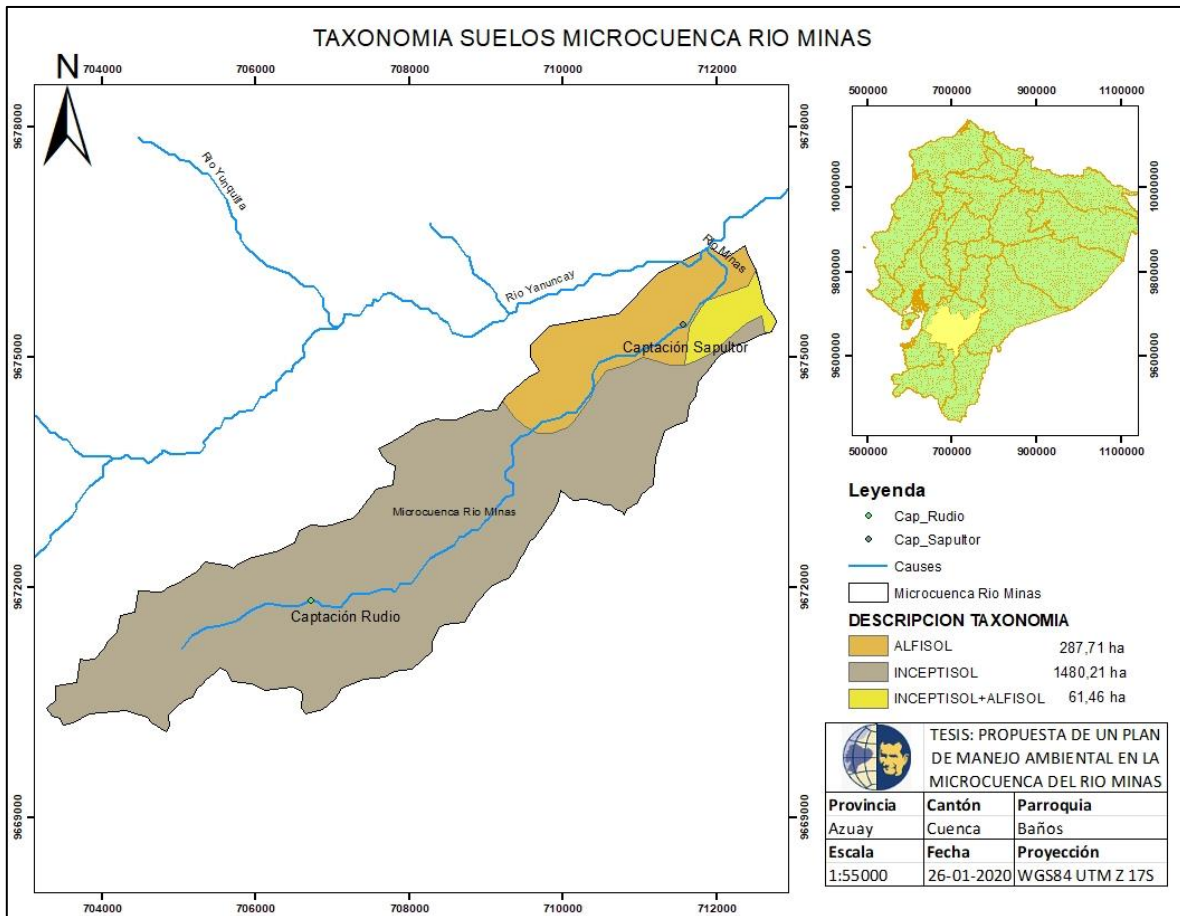 TAXONOMIA SUELOS MICROCUENCA RIO MINAS
N
704000 706000 708000 710000 712000
9678000
9675000
9672000
9669000
9678000
9675000
9672000
9669000
704000 706000 708000 710000 712000
Rio Yunquilla
Rio Yanuncay
Rio Minas
Captación Sapultor
Microcuenca Rio Minas
Captación Rudio
500000 700000 900000 1100000
10000000
9800000
9600000
10000000
9800000
9600000
500000 700000 900000 1100000
Leyenda
Cap_Rudio
Cap_Sapultor
Causes
Microcuenca Rio Minas
DESCRIPCION TAXONOMIA
ALFISOL 287,71 ha
INCEPTISOL 1480,21 ha
INCEPTISOL+ALFISOL 61,46 ha
TESIS: PROPUESTA DE UN PLAN
DE MANEJO AMBIENTAL EN LA
MICROCUENCA DEL RIO MINAS
Provincia Cantón Parroquia
Azuay Cuenca Baños
Escala Fecha Proyección
1:55000 26-01-2020 WGS84 UTM Z 17S